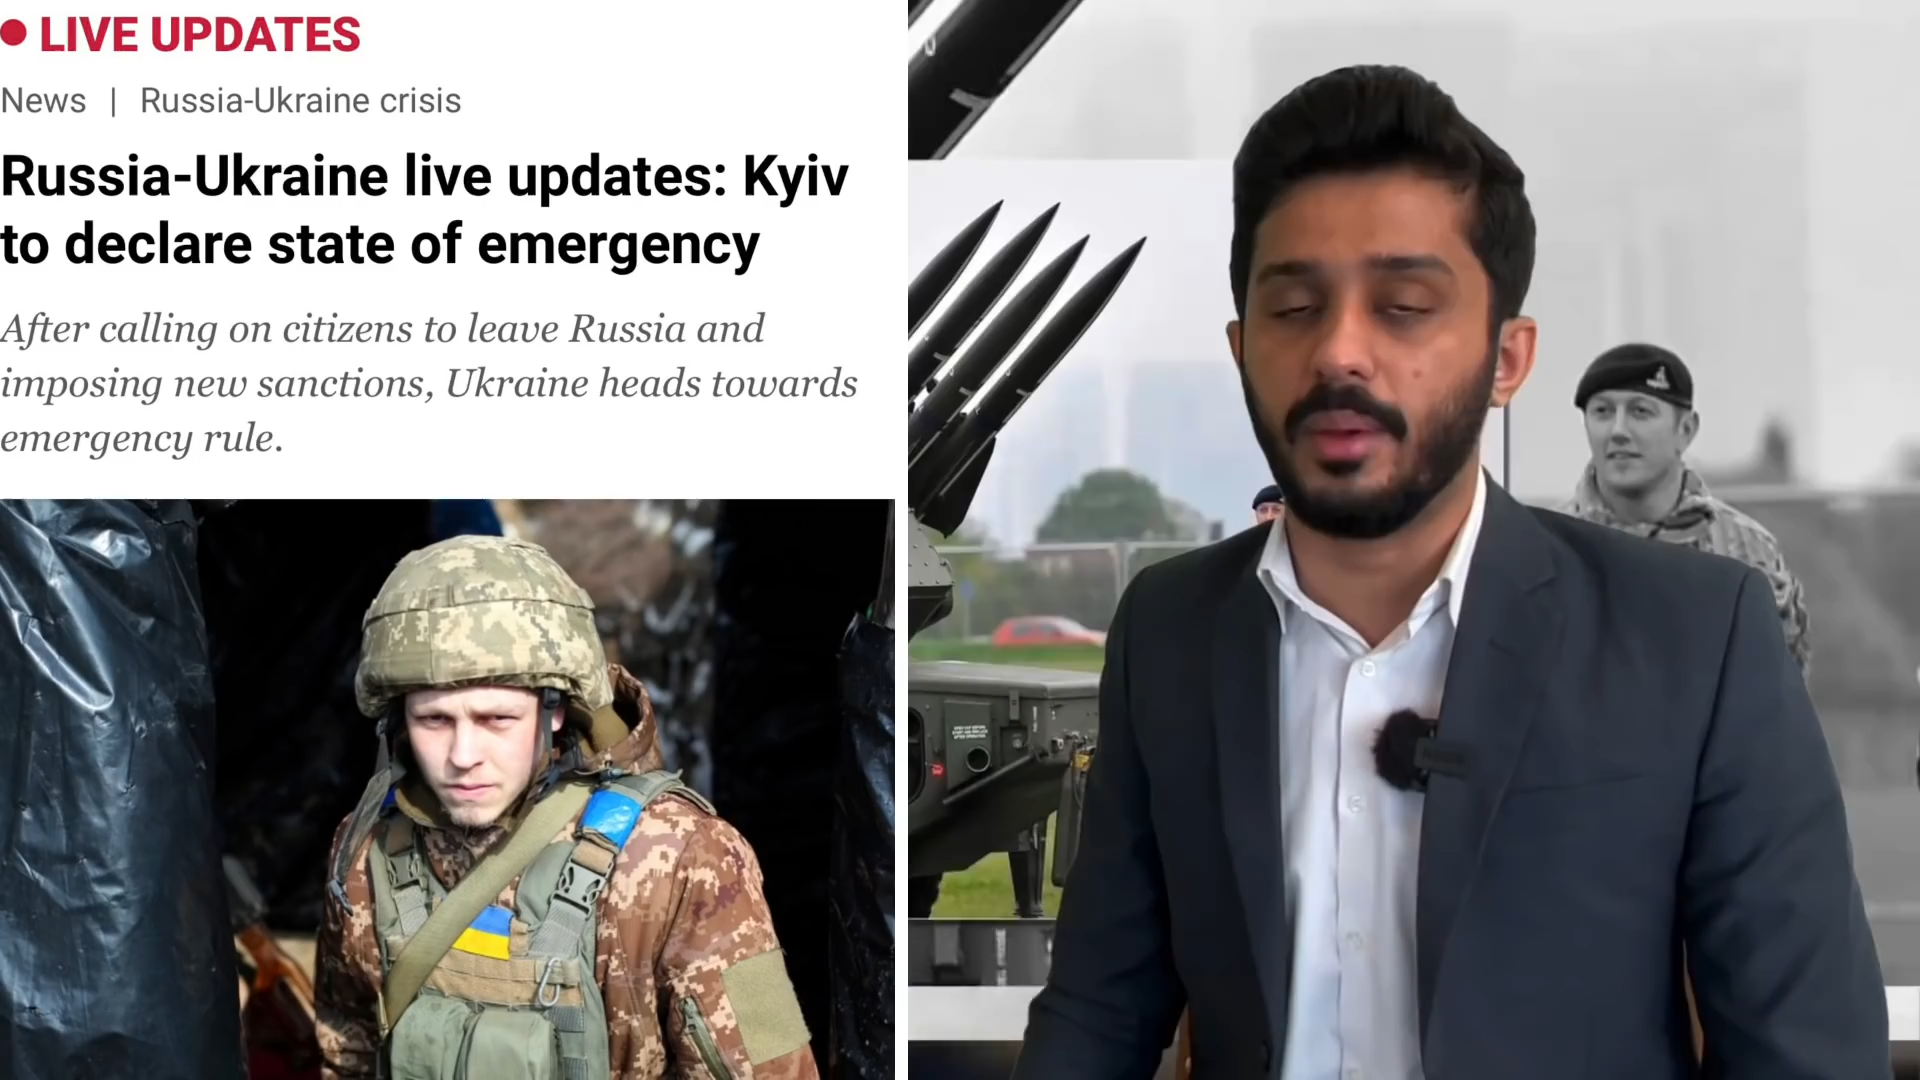 LIVE UPDATES
News | Russia-Ukraine crisis
Russia-Ukraine live updates: Kyiv
to declare state of emergency
After calling on citizens to leave Russia and
imposing new sanctions, Ukraine heads towards
emergency rule.